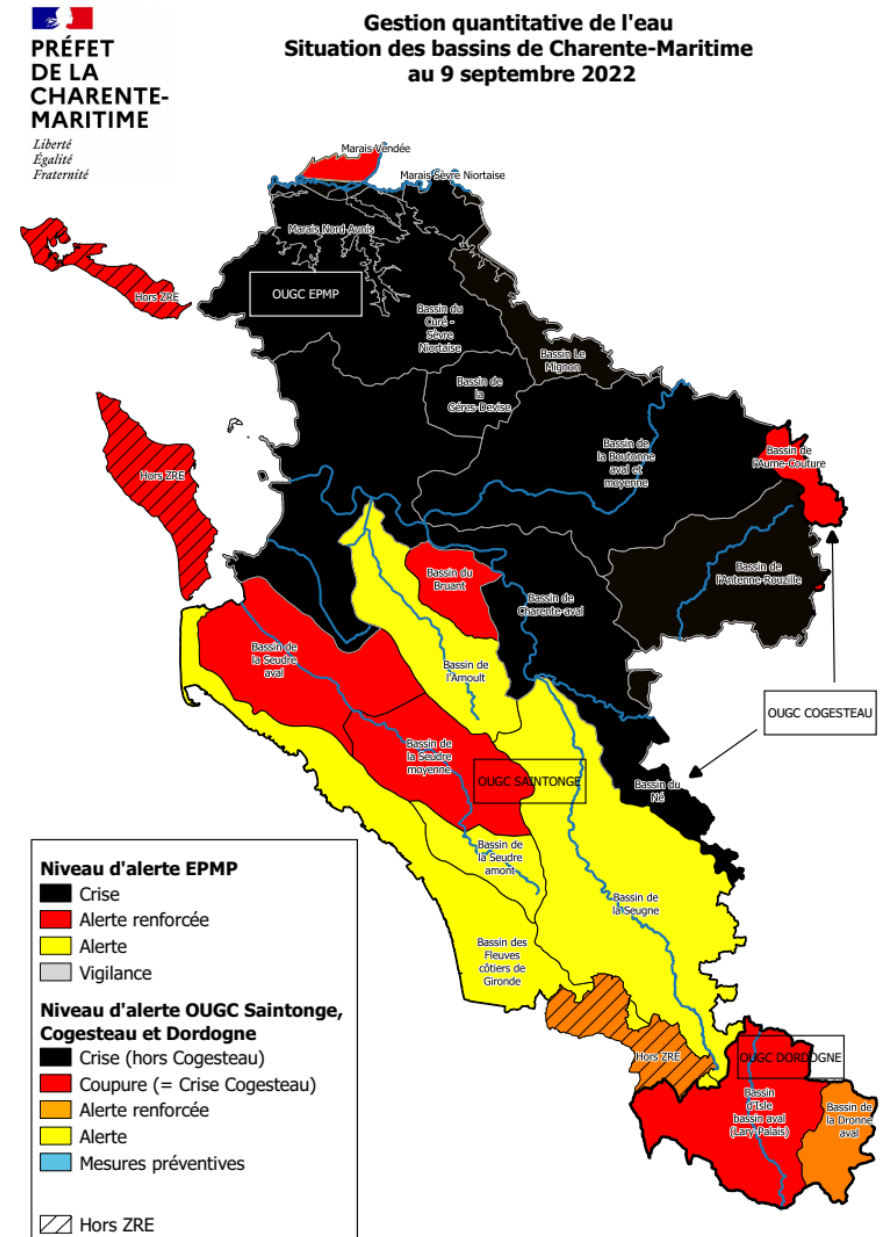 PRÉFET
DE LA
CHARENTE-
MARITIME
Liberté
Égalité
Fraternité
Gestion quantitative de l'eau
Situation des bassins de Charente-Maritime
au 9 septembre 2022
Marais Vendée
Marais Sèvre Niortaise
Marais Nord-Aunis
Hors ZRE
OUGC EPMP
Bassin du
Curé -
Sèvre
Niortaise
Bassin Le
Mignon
Bassin de
la
Géres-Devise
Bassin de
la Boutonne
aval et
moyenne
Bassin de
l'Aume-Couture
Hors ZRE
Bassin du
Bruant
Bassin de
Charente-aval
Bassin de
l'Antenne-Rouzille
Bassin de
la Seudre
aval
Bassin de
l'Arnoult
OUGC COGESTEAU
Bassin de
la Seudre
moyenne
OUGC SAINTONGE
Bassin du
Né
Bassin de
la Seudre
amont
Bassin de
la Seugne
Bassin des
Fleuves
côtiers de
Gironde
Hors ZRE
OUGC DORDOGNE
Bassin
d'Isle
bassin aval
(Lary-Palais)
Bassin de
la Dronne
aval
Niveau d'alerte EPMP
Crise
Alerte renforcée
Alerte
Vigilance
Niveau d'alerte OUGC Saintonge,
Cogesteau et Dordogne
Crise (hors Cogesteau)
Coupure (= Crise Cogesteau)
Alerte renforcée
Alerte
Mesures préventives
Hors ZRE